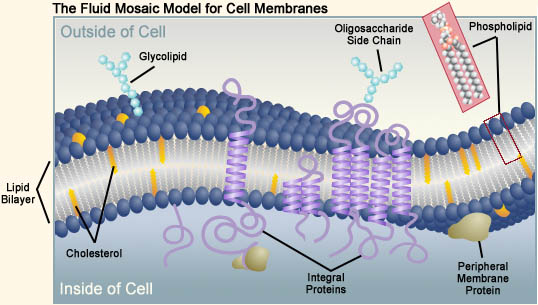 The Fluid Mosaic Model for Cell Membranes
Outside of Cell
Oligosaccharide
Side Chain
Phospholipid
Glycolipid
Lipid
Bilayer
Cholesterol
Integral
Proteins
Peripheral
Membrane
Protein
Inside of Cell